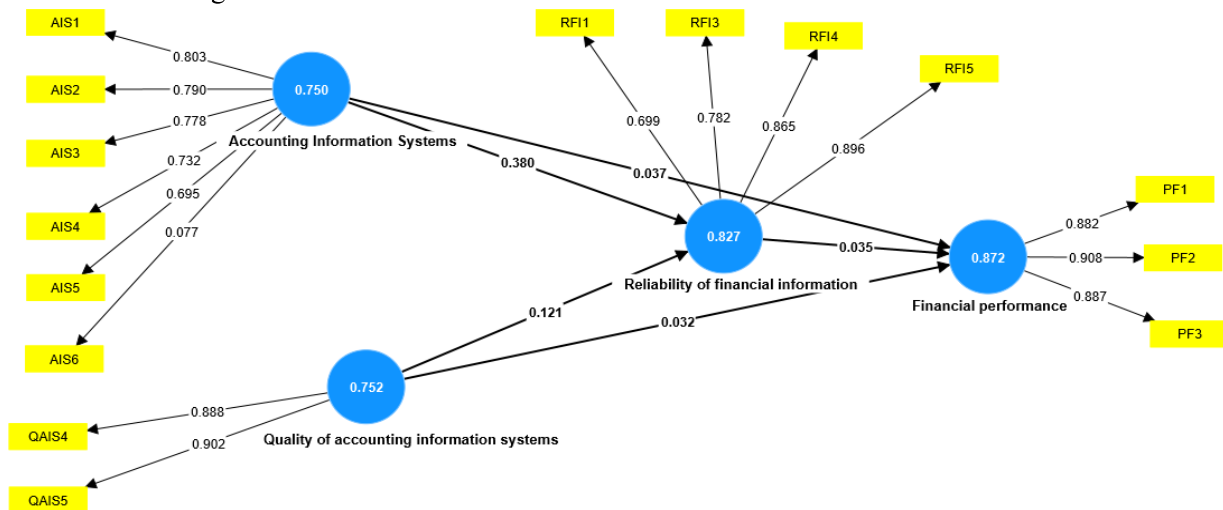 AIS1
AIS2
AIS3
AIS4
AIS5
AIS6
0.803
0.790
0.778
0.732
0.695
0.077
0.750
Accounting Information Systems
RFI1
RFI3
RFI4
RFI5
0.699
0.782
0.865
0.896
0.380
0.037
0.827
Reliability of financial information
0.035
0.121
0.032
0.872
Financial performance
0.882
0.908
0.887
PF1
PF2
PF3
0.752
Quality of accounting information systems
0.888
0.902
QAIS4
QAIS5